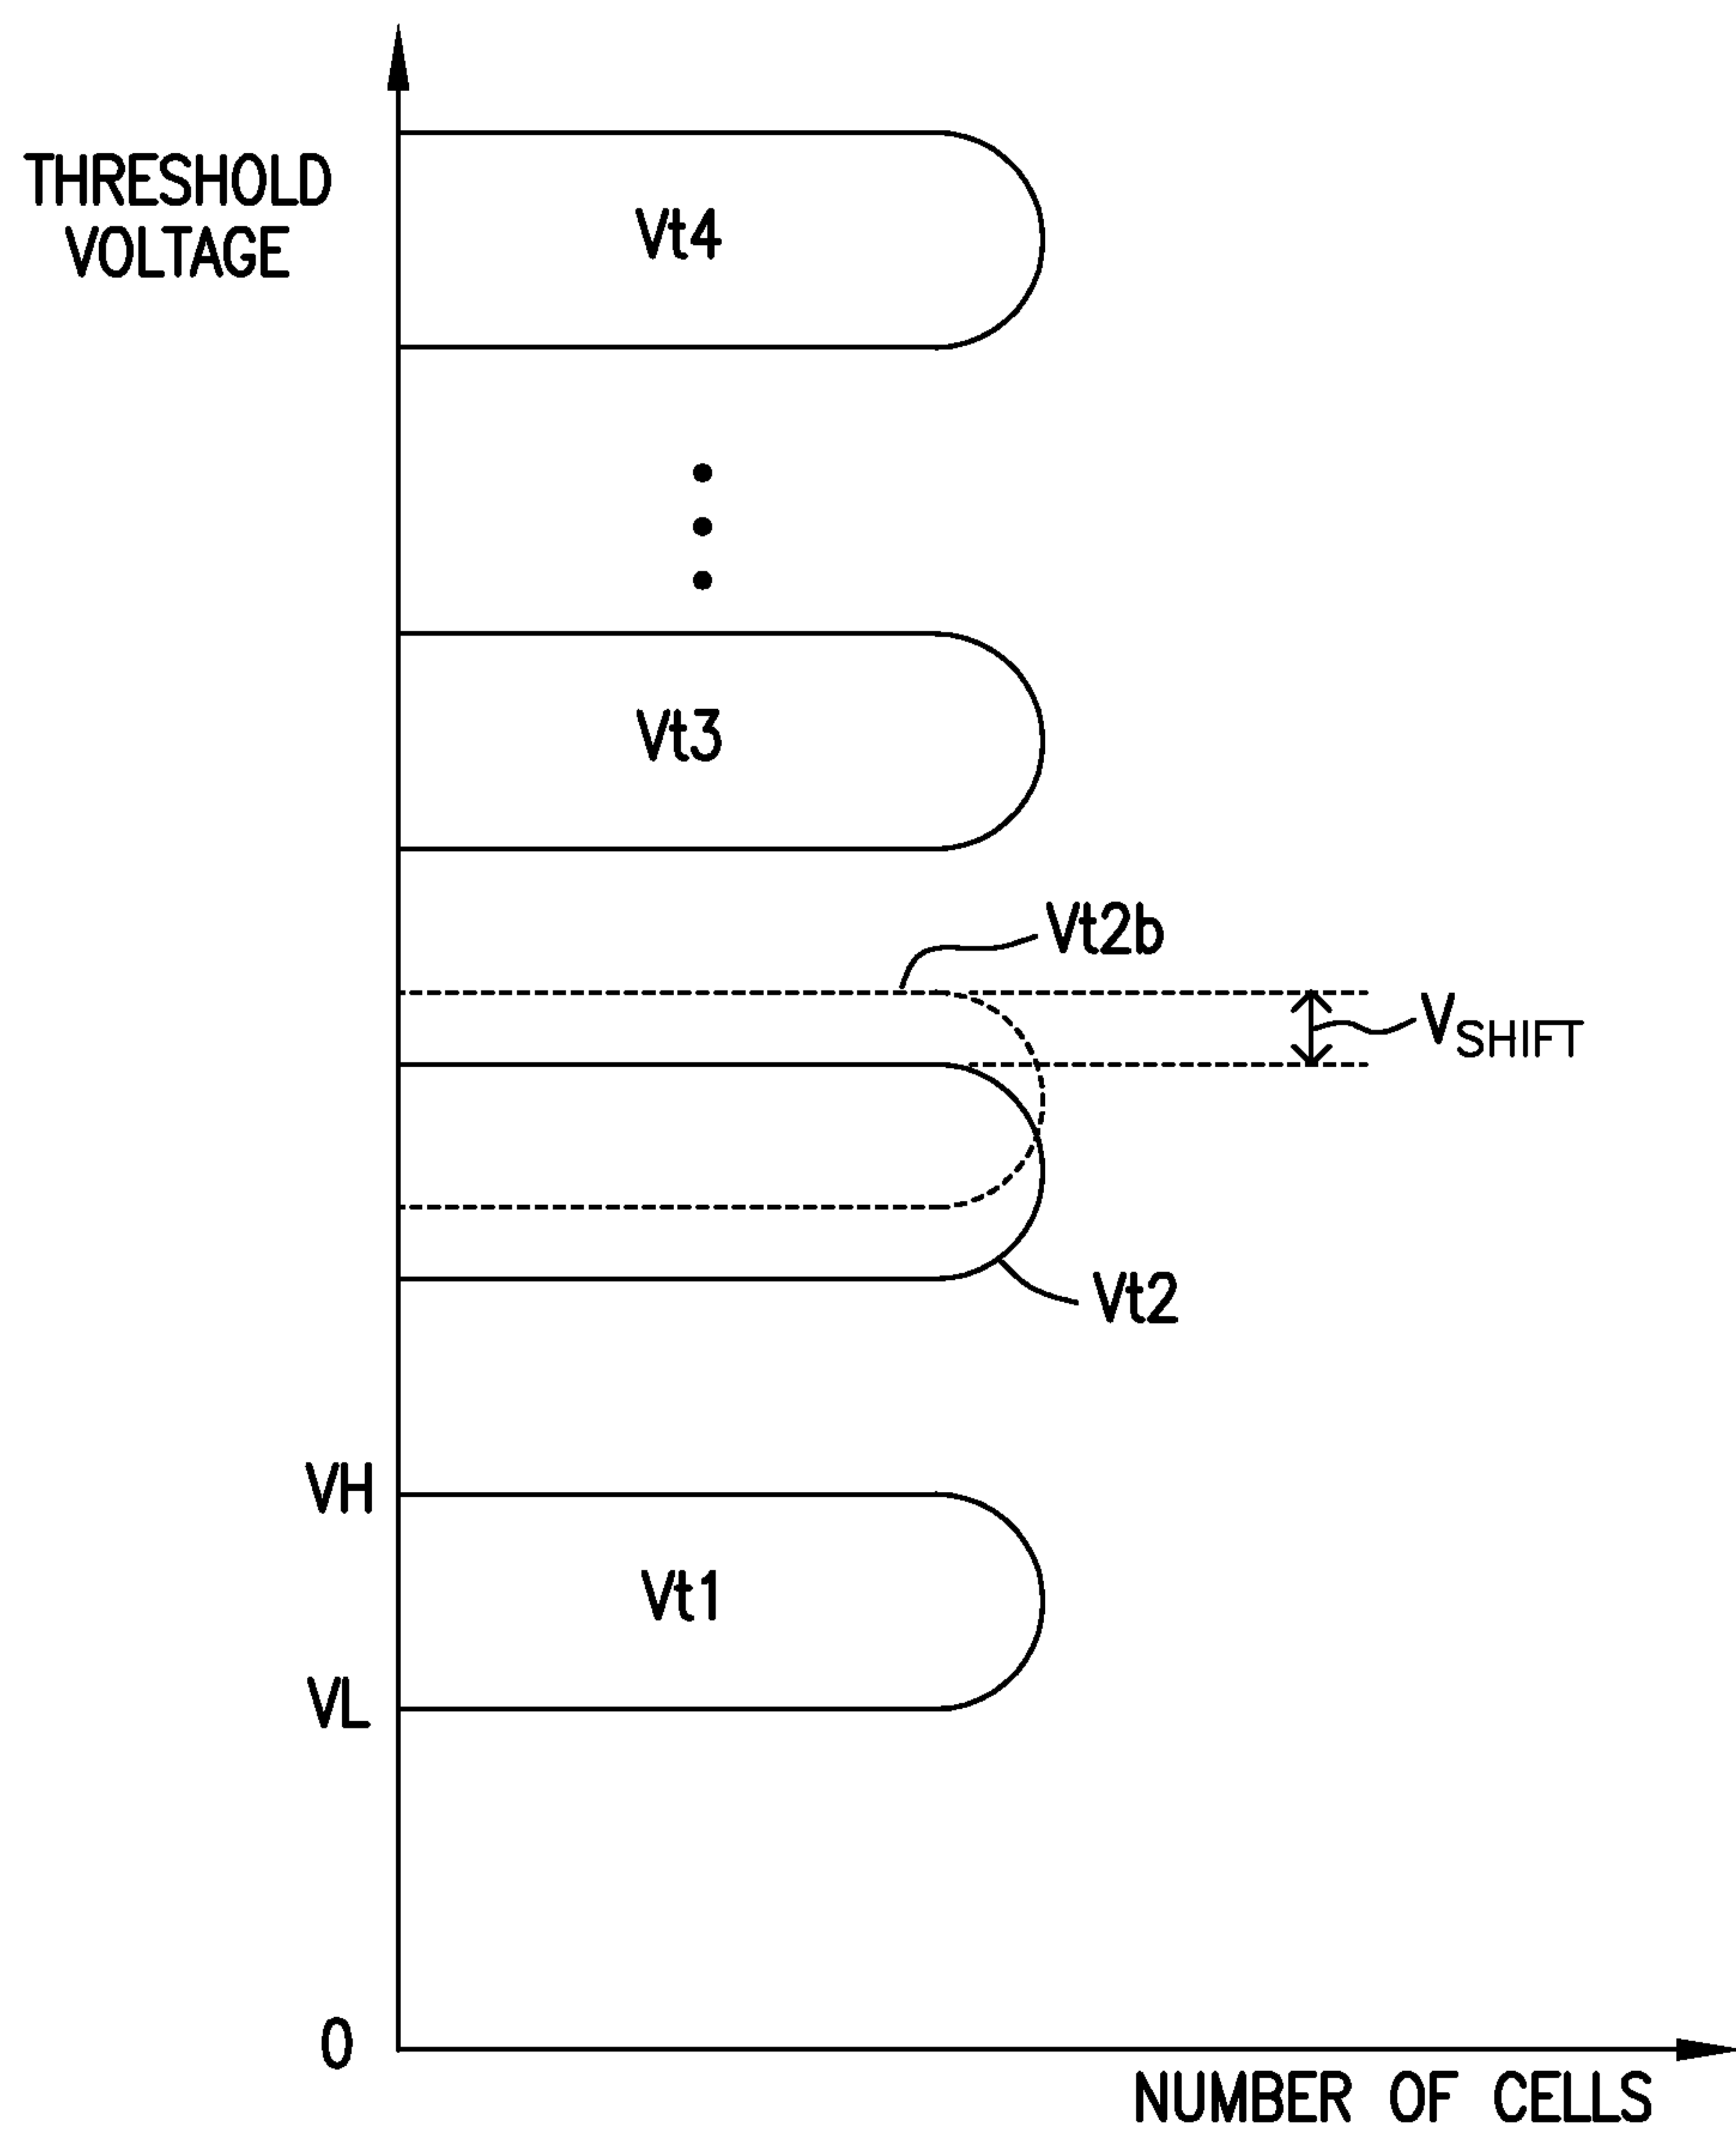 THRESHOLD
VOLTAGE
Vt4
Vt3
Vt2b
VSHIFT
Vt2
VH
Vt1
VL
0
NUMBER OF CELLS